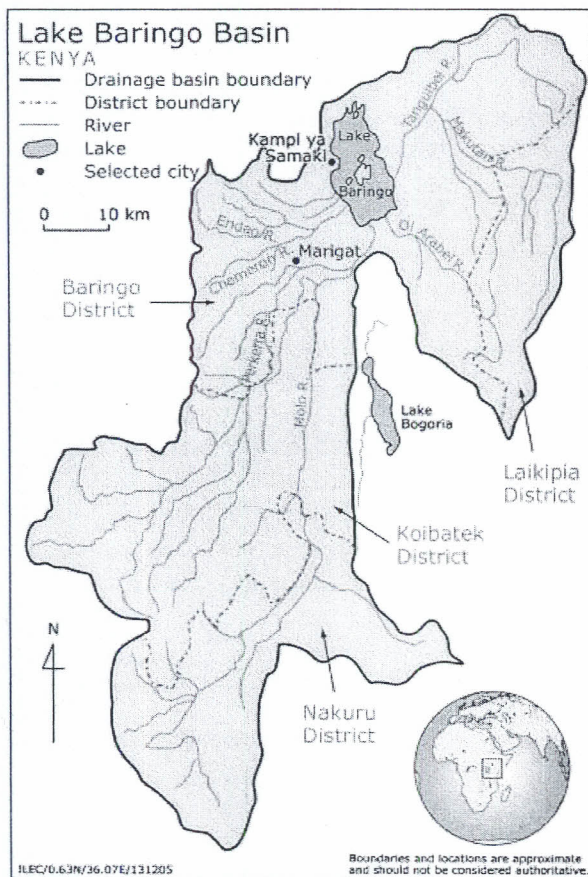 Lake Baringo Basin
KENYA
Drainage basin boundary
District boundary
River
Lake
Selected city
0 10 km
Kampi ya
Samaki
Lake
Baringo
Tangulbei R.
Mukutan R.
Endao R.
Ol Arabel R.
Chemeron R.
Marigat
Baringo
District
Perkerra R.
Molo R.
Lake
Bogoria
Laikipia
District
Koibatek
District
N
Nakuru
District
ILEC/0.63N/36.07E/131205
Boundaries and locations are approximate
and should not be considered authoritative